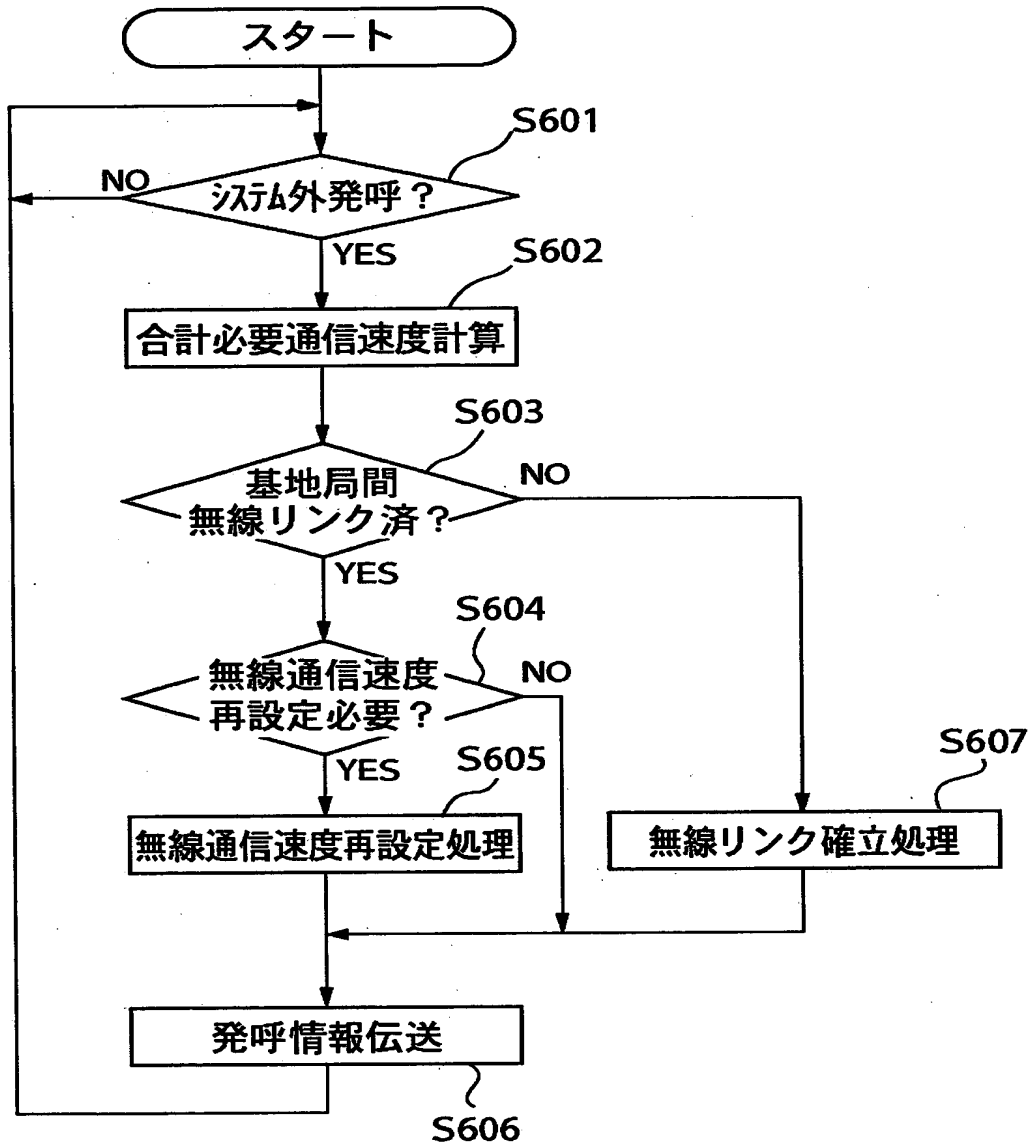 スタート
S601
NO
システム外発呼？
YES
S602
合計必要通信速度計算
S603
基地局間
無線リンク済？
NO
YES
S604
無線通信速度
再設定必要？
NO
YES
S605
無線通信速度再設定処理
S607
無線リンク確立処理
発呼情報伝送
S606